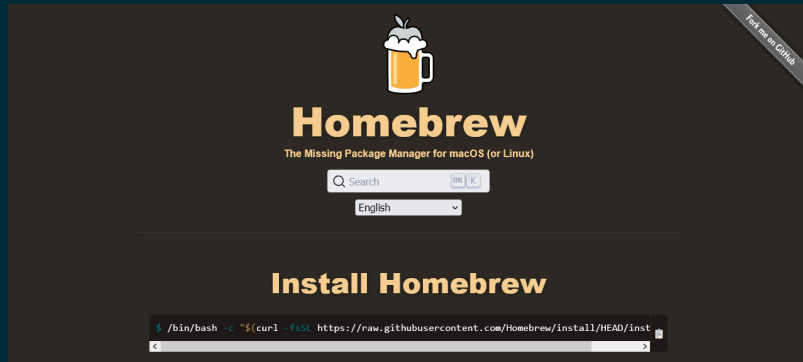 Fork me on GitHub
Homebrew
The Missing Package Manager for macOS (or Linux)
Search CTRL K
English
Install Homebrew
$ /bin/bash -c "$(curl -fsSL https://raw.githubusercontent.com/Homebrew/install/HEAD/inst